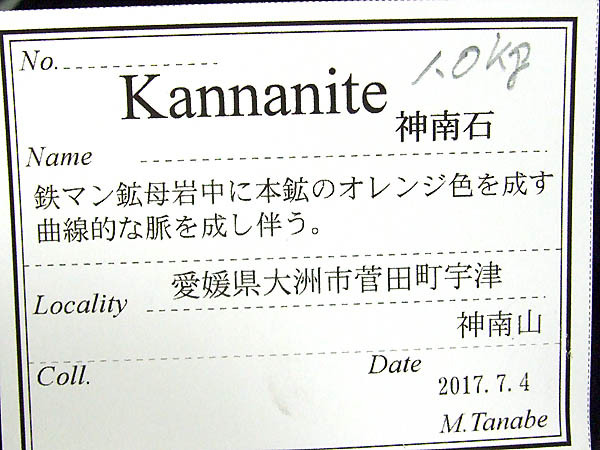 No.
1.0kg
Kannanite
神南石
Name
鉄マン鉱母岩中に本鉱のオレンジ色を成す
曲線的な脈を成し伴う。
愛媛県大洲市菅田町宇津
Locality
神南山
Coll.
Date
2017.7.4
M.Tanabe